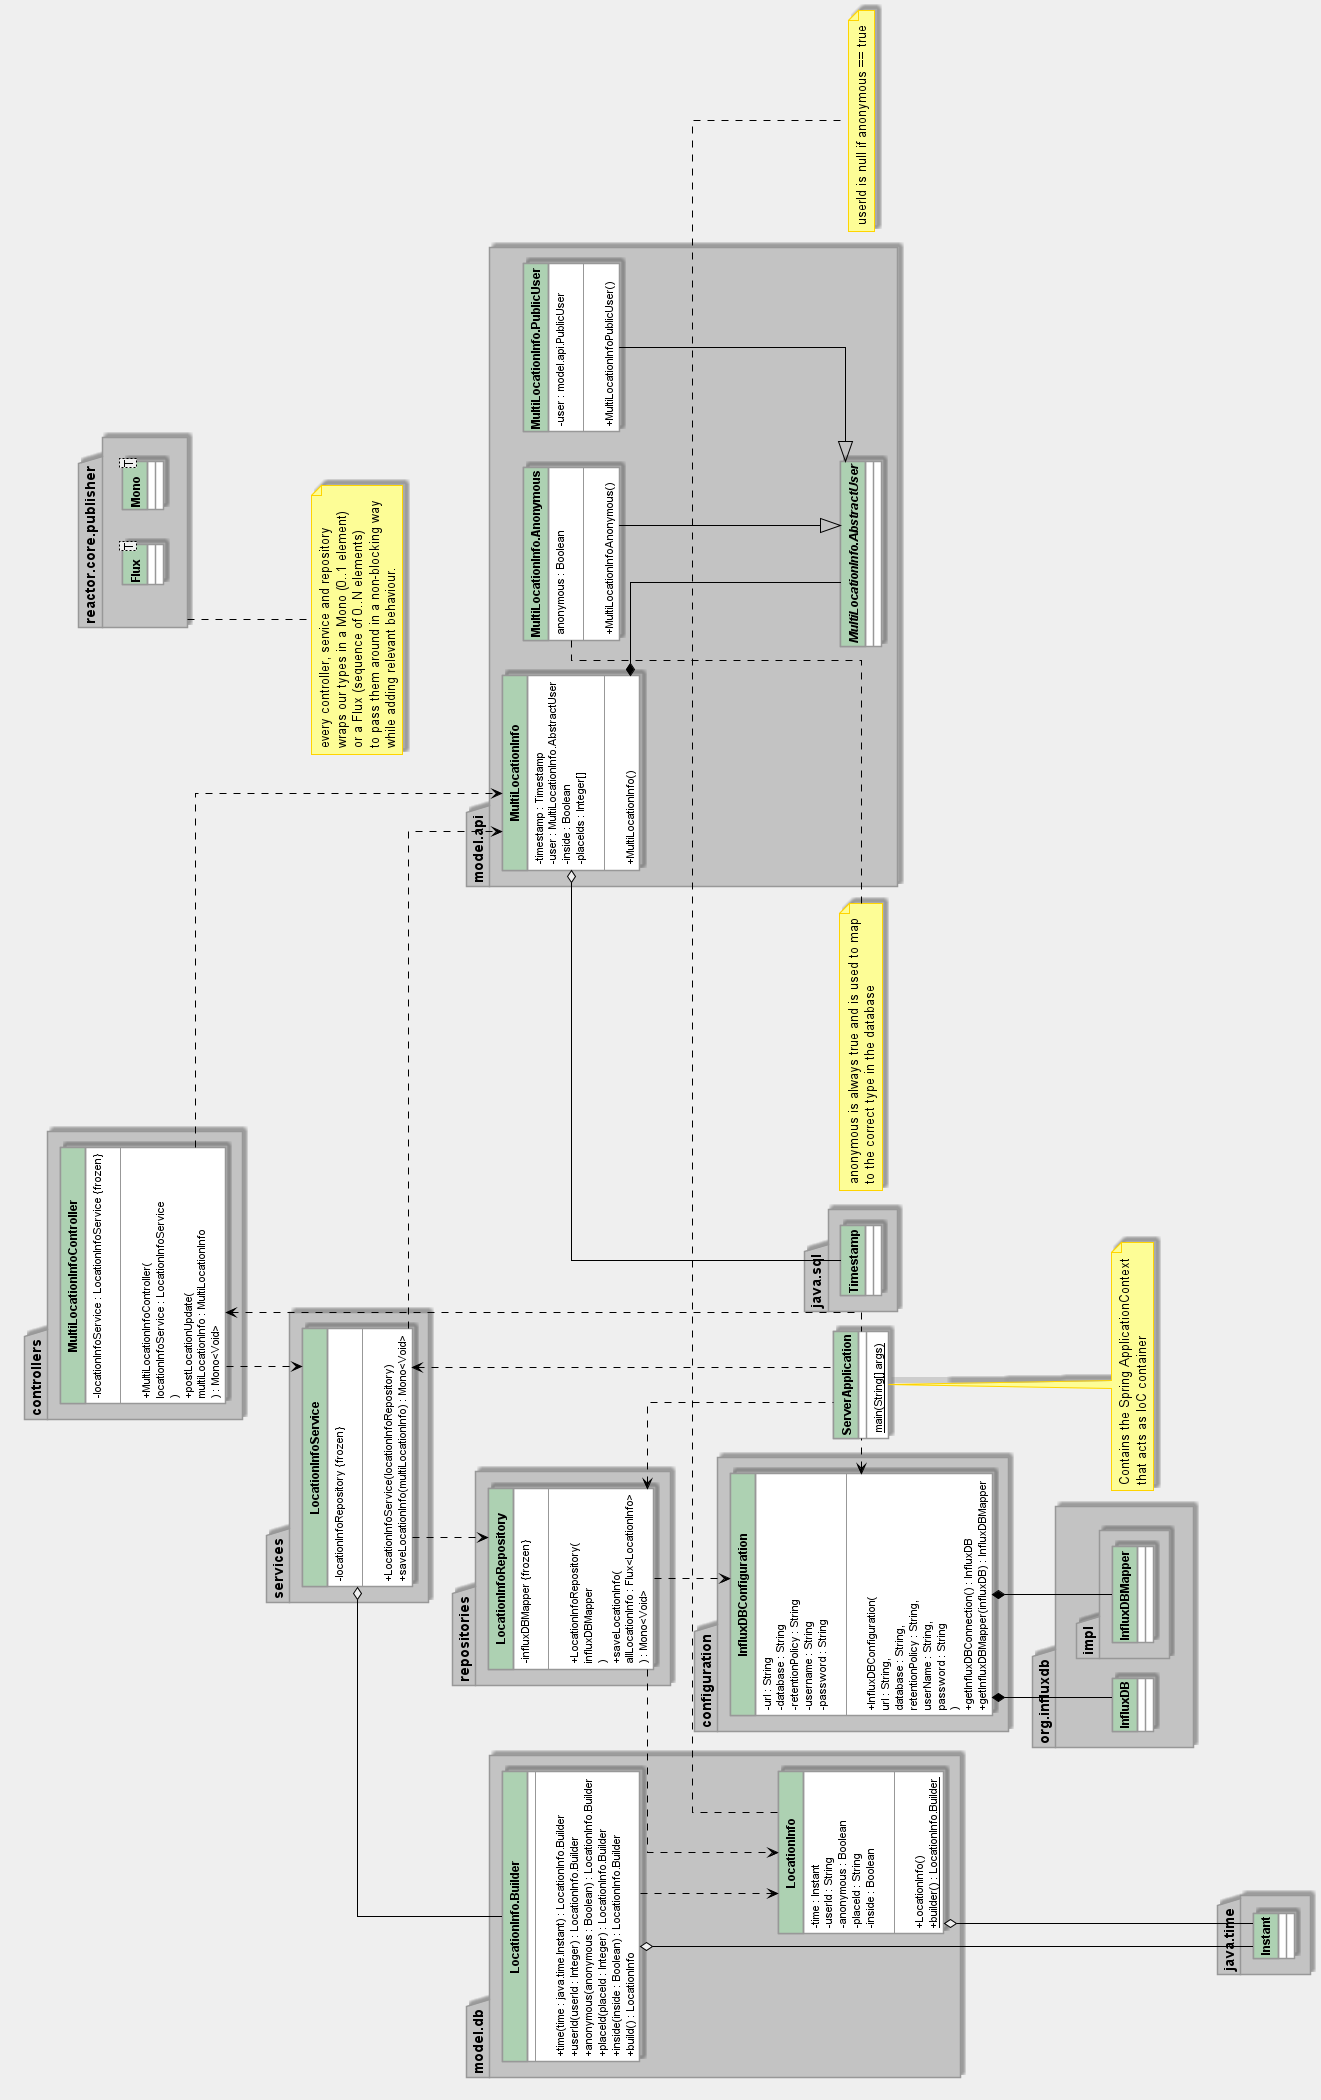 controllers
MultiLocationInfoController
-locationInfoService : LocationInfoService {frozen}
+MultiLocationInfoController(
locationInfoService : LocationInfoService
)
+postLocationUpdate(
multiLocationInfo : MultiLocationInfo
) : Mono<Void>
reactor.core.publisher
Flux
T
Mono
T
every controller, service and repository
wraps our types in a Mono (0..1 element)
or a Flux (sequence of 0..N elements)
to pass them around in a non-blocking way
while adding relevant behaviour.
services
LocationInfoService
-locationInfoRepository {frozen}
+LocationInfoService(locationInfoRepository)
+saveLocationInfo(multiLocationInfo) : Mono<Void>
repositories
LocationInfoRepository
-influxDBMapper {frozen}
+LocationInfoRepository(
influxDBMapper
)
+saveLocationInfo(
allLocationInfo : Flux<LocationInfo>
) : Mono<Void>
model.db
LocationInfo.Builder
+time(time : java.time.Instant) : LocationInfo.Builder
+userId(userId : Integer) : LocationInfo.Builder
+anonymous(anonymous : Boolean) : LocationInfo.Builder
+placeId(placeId : Integer) : LocationInfo.Builder
+inside(inside : Boolean) : LocationInfo.Builder
+build() : LocationInfo
LocationInfo
-time : Instant
-userId : String
-anonymous : Boolean
-placeId : String
-inside : Boolean
+LocationInfo()
+builder() : LocationInfo.Builder
model.api
MultiLocationInfo
-timestamp : Timestamp
-user : MultiLocationInfo.AbstractUser
-inside : Boolean
-placeIds : Integer[]
+MultiLocationInfo()
MultiLocationInfo.Anonymous
anonymous : Boolean
+MultiLocationInfoAnonymous()
MultiLocationInfo.PublicUser
-user : model.api.PublicUser
+MultiLocationInfoPublicUser()
MultiLocationInfo.AbstractUser
userId is null if anonymous == true
anonymous is always true and is used to map
to the correct type in the database
java.sql
Timestamp
ServerApplication
main(String[] args)
Contains the Spring ApplicationContext
that acts as IoC container
configuration
InfluxDBConfiguration
-url : String
-database : String
-retentionPolicy : String
-username : String
-password : String
+InfluxDBConfiguration(
url : String,
database : String,
retentionPolicy : String,
userName : String,
password : String
)
+getInfluxDBConnection() : InfluxDB
+getInfluxDBMapper(influxDB) : InfluxDBMapper
org.influxdb
InfluxDB
impl
InfluxDBMapper
java.time
Instant